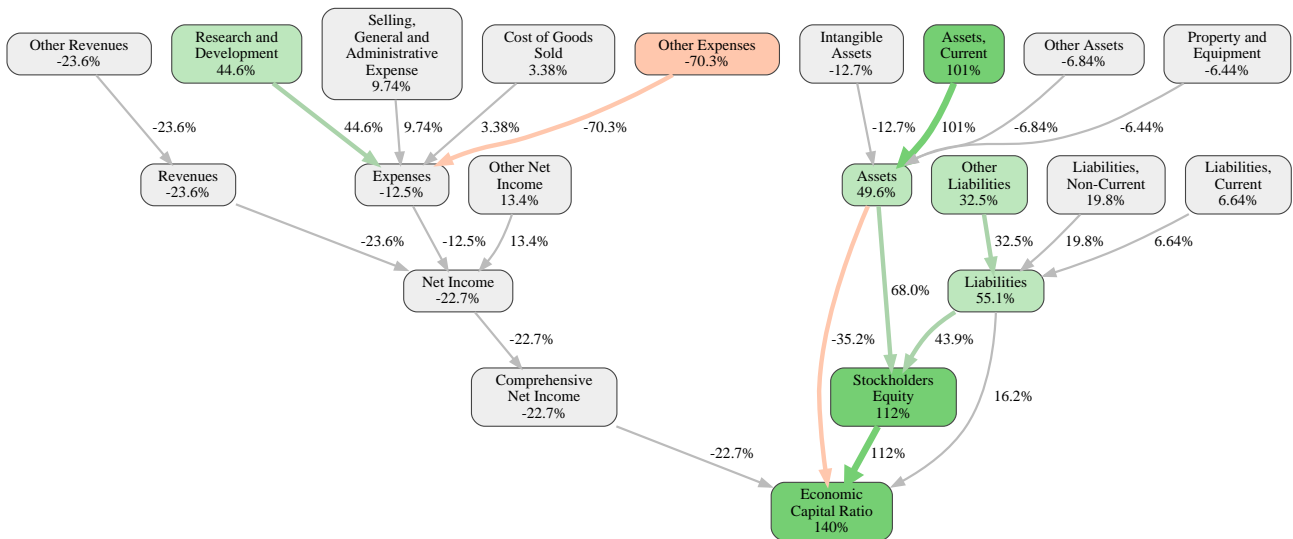 Other Revenues
-23.6%
Research and
Development
44.6%
Selling,
General and
Administrative
Expense
9.74%
Cost of Goods
Sold
3.38%
Other Expenses
-70.3%
Intangible
Assets
-12.7%
Assets,
Current
101%
Other Assets
-6.84%
Property and
Equipment
-6.44%
-23.6%
44.6%
9.74%
3.38%
-70.3%
-12.7%
101%
-6.84%
-6.44%
Revenues
-23.6%
Expenses
-12.5%
Other Net
Income
13.4%
Assets
49.6%
Other
Liabilities
32.5%
Liabilities,
Non-Current
19.8%
Liabilities,
Current
6.64%
-23.6%
-12.5%
13.4%
32.5%
19.8%
6.64%
Net Income
-22.7%
68.0%
Liabilities
55.1%
-22.7%
-35.2%
43.9%
Comprehensive
Net Income
-22.7%
Stockholders
Equity
112%
16.2%
-22.7%
112%
Economic
Capital Ratio
140%